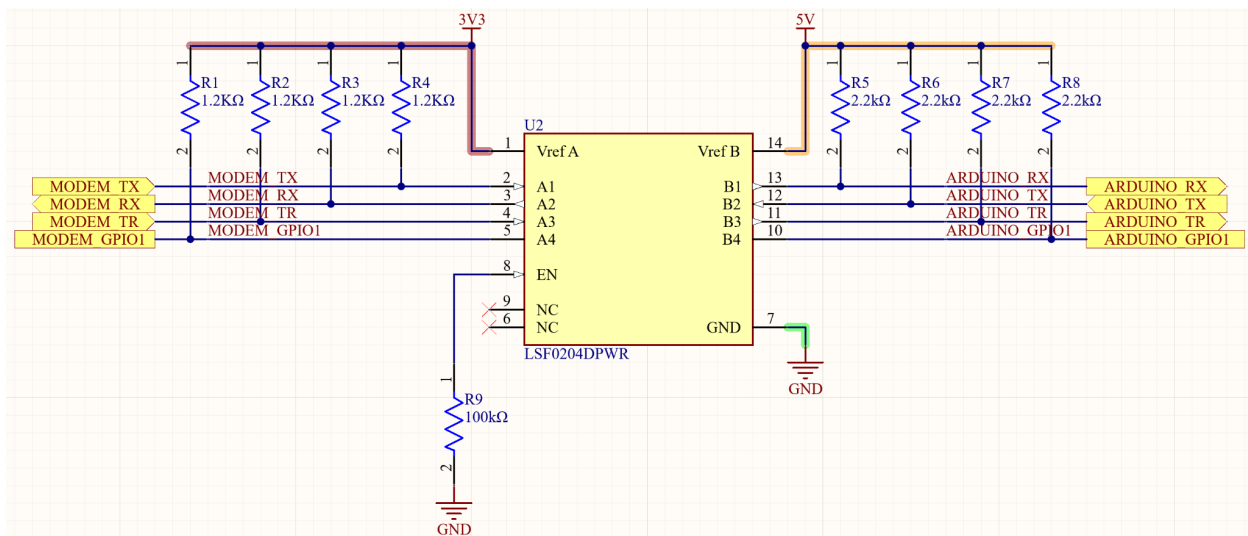 3V3
5V
1
1
1
1
1
1
1
1
R1
1.2KΩ
R2
1.2KΩ
R3
1.2KΩ
R4
1.2KΩ
R5
2.2kΩ
R6
2.2kΩ
R7
2.2kΩ
R8
2.2kΩ
2
2
2
2
2
2
2
2
U2
1 Vref A
Vref B 14
MODEM_TX MODEM_TX 2 A1
B1 13 ARDUINO_RX ARDUINO_RX
MODEM_RX MODEM_RX 3 A2
B2 12 ARDUINO_TX ARDUINO_TX
MODEM_TR MODEM_TR 4 A3
B3 11 ARDUINO_TR ARDUINO_TR
MODEM_GPIO1 MODEM_GPIO1 5 A4
B4 10 ARDUINO_GPIO1 ARDUINO_GPIO1
8 EN
9 NC
6 NC
GND 7
LSF0204DPWR
GND
1
R9
100kΩ
2
GND